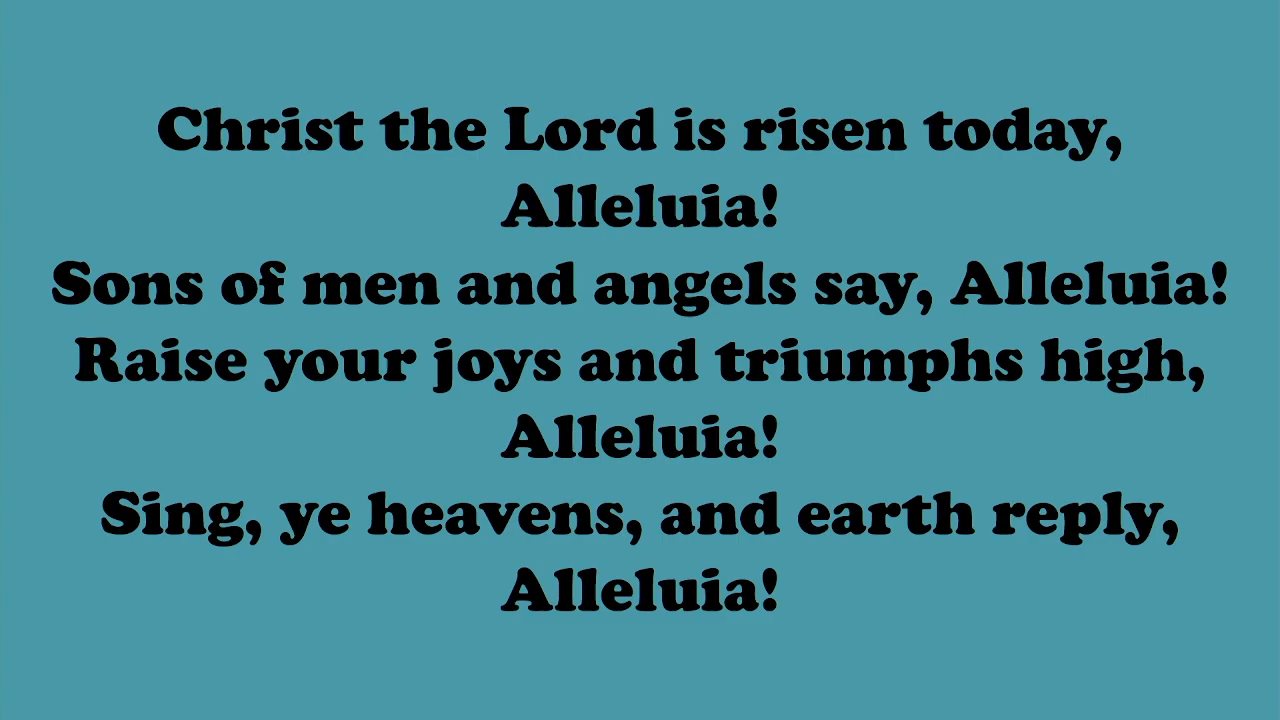 Christ the Lord is risen today,
Alleluia!
Sons of men and angels say, Alleluia!
Raise your joys and triumphs high,
Alleluia!
Sing, ye heavens, and earth reply,
Alleluia!